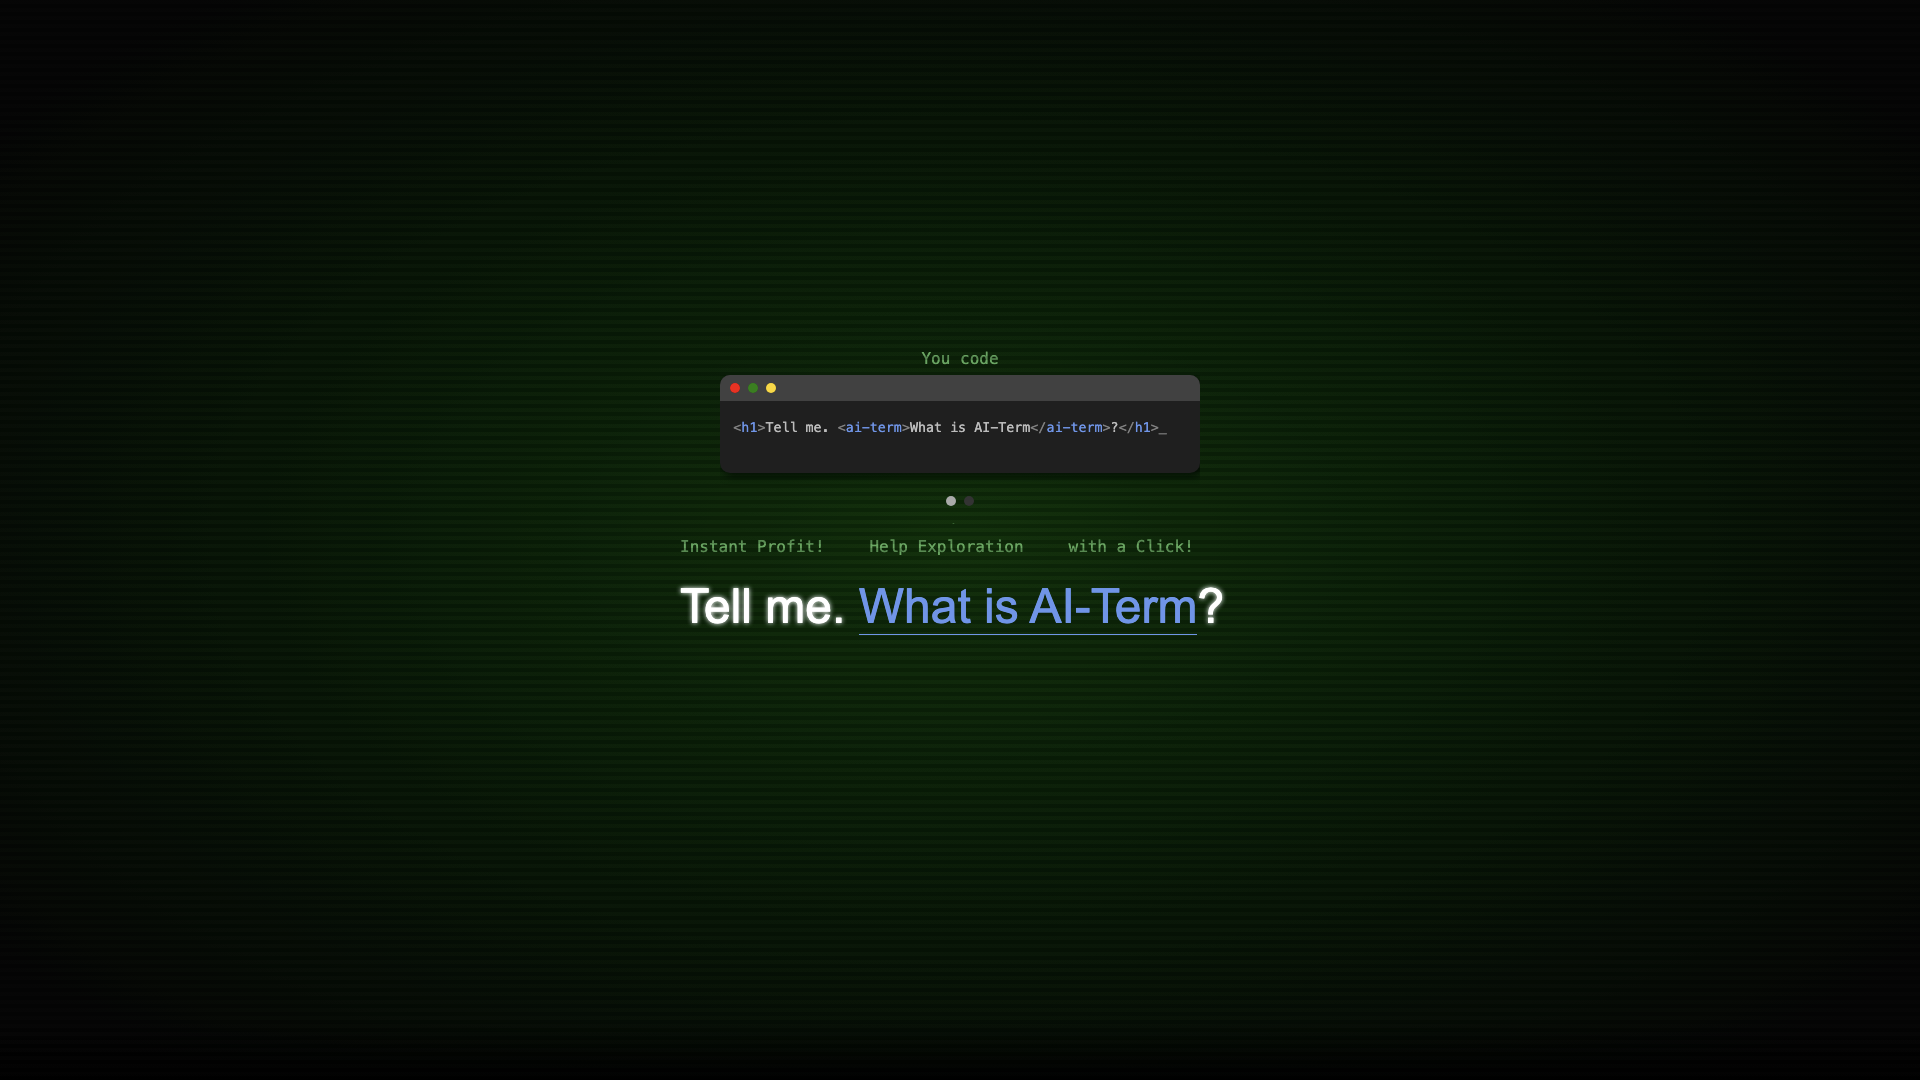 You code
<h1>Tell me. <ai-term>What is AI-Term</ai-term>?</h1>_
Instant Profit! Help Exploration with a Click!
Tell me. What is AI-Term?